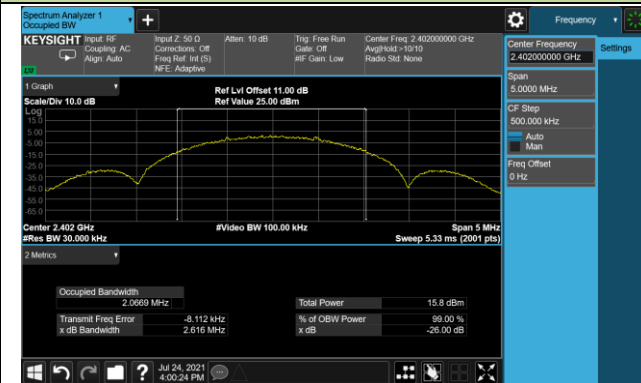 Spectrum Analyzer 1
Occupied BW
+
Frequency
KEYSIGHT
Input: RF
Coupling: AC
Align: Auto
Input Z: 50 Ω
Corrections: Off
Freq Ref: Int (S)
NFE: Adaptive
Atten: 10 dB
Trig: Free Run
Gate: Off
#IF Gain: Low
Center Freq: 2.402000000 GHz
Avg|Hold:>10/10
Radio Std: None
Center Frequency
2.402000000 GHz
Settings
Span
5.0000 MHz
CF Step
500.000 kHz
Auto
Man
Freq Offset
0 Hz
1 Graph
Scale/Div 10.0 dB
Ref Lvl Offset 11.00 dB
Ref Value 25.00 dBm
Log
15.0
5.00
-5.00
-15.0
-25.0
-35.0
-45.0
-55.0
-65.0
Center 2.402 GHz
#Res BW 30.000 kHz
#Video BW 100.00 kHz
Span 5 MHz
Sweep 5.33 ms (2001 pts)
2 Metrics
Occupied Bandwidth
2.0669 MHz
Total Power 15.8 dBm
Transmit Freq Error -8.112 kHz
% of OBW Power 99.00 %
x dB Bandwidth 2.616 MHz
x dB -26.00 dB
?
Jul 24, 2021
4:00:24 PM